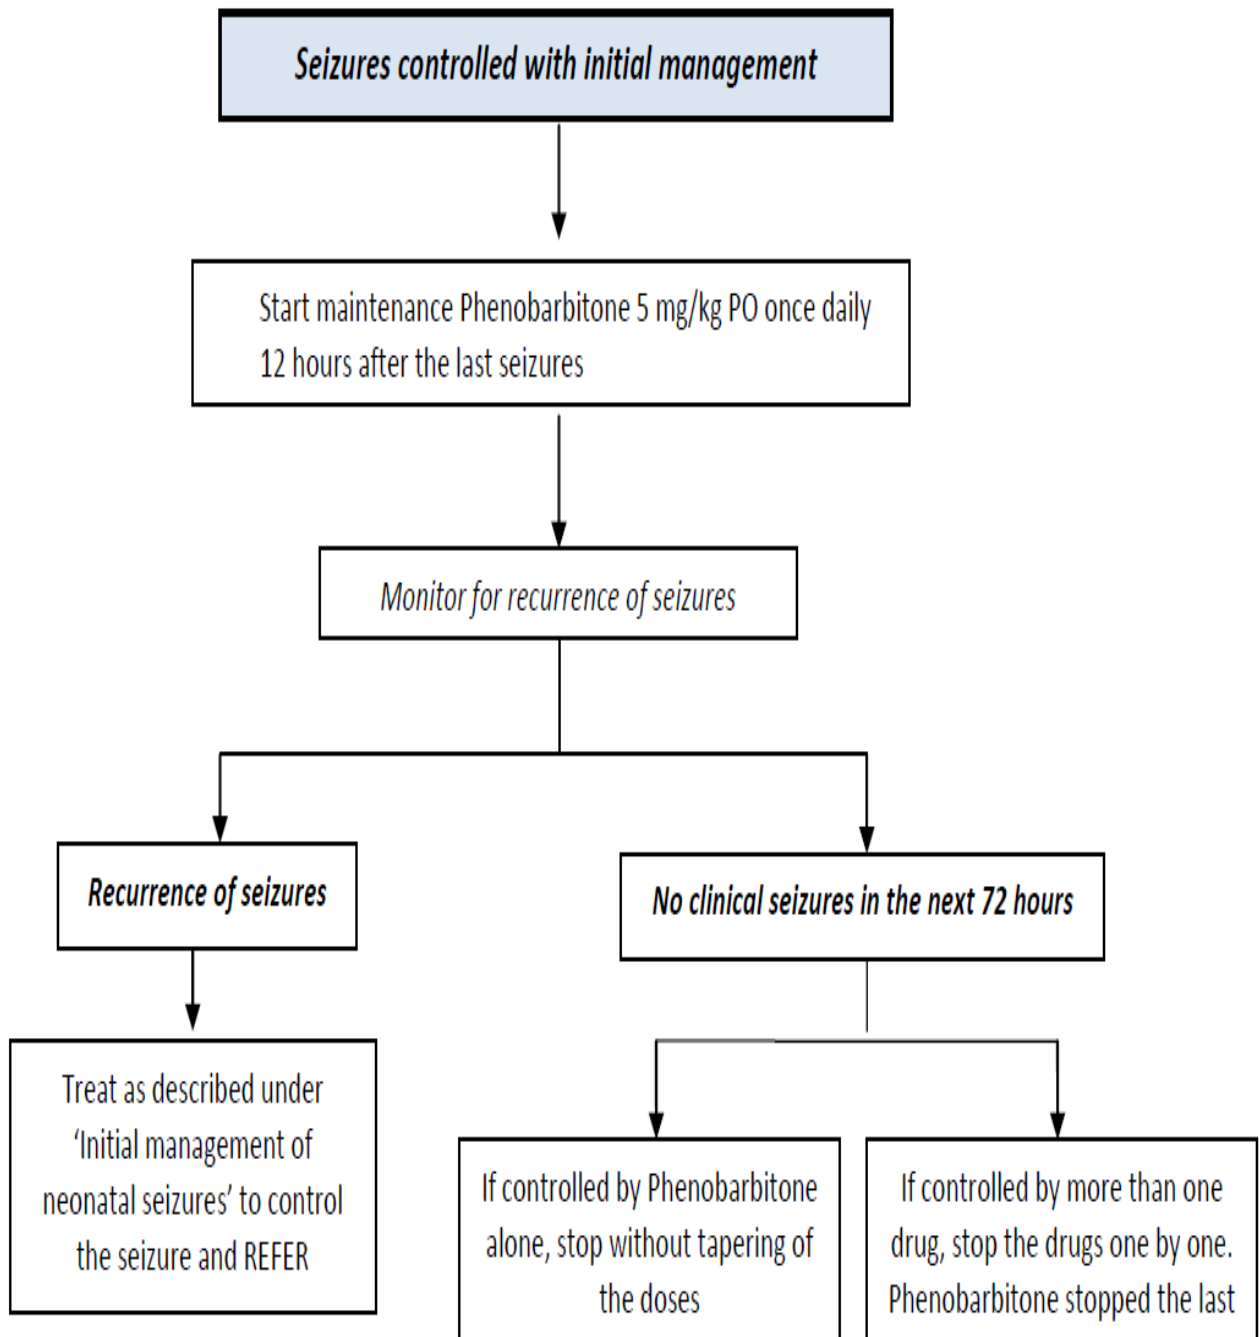 Seizures controlled with initial management
Start maintenance Phenobarbitone 5 mg/kg PO once daily
12 hours after the last seizures
Monitor for recurrence of seizures
Recurrence of seizures
No clinical seizures in the next 72 hours
Treat as described under
‘Initial management of
neonatal seizures’ to control
the seizure and REFER
If controlled by Phenobarbitone
alone, stop without tapering of
the doses
If controlled by more than one
drug, stop the drugs one by one.
Phenobarbitone stopped the last